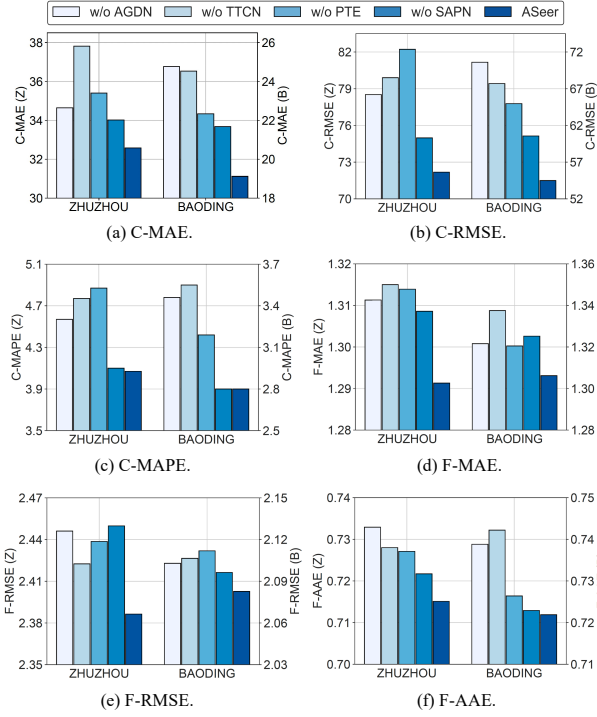 w/o AGDN w/o TTCN w/o PTE w/o SAPN ASeer
38 36 34 32 30
C-MAE (Z)
26 24 22 20 18
C-MAE (B)
ZHUZHOU BAODING
(a) C-MAE.
82 79 76 73 70
C-RMSE (Z)
72 67 62 57 52
C-RMSE (B)
ZHUZHOU BAODING
(b) C-RMSE.
5.1 4.7 4.3 3.9 3.5
C-MAPE (Z)
3.7 3.4 3.1 2.8 2.5
C-MAPE (B)
ZHUZHOU BAODING
(c) C-MAPE.
1.32 1.31 1.30 1.29 1.28
F-MAE (Z)
1.36 1.34 1.32 1.30 1.28
ZHUZHOU BAODING
(d) F-MAE.
2.47 2.44 2.41 2.38 2.35
F-RMSE (Z)
2.15 2.12 2.09 2.06 2.03
F-RMSE (B)
ZHUZHOU BAODING
(e) F-RMSE.
0.74 0.73 0.72 0.71 0.70
F-AAE (Z)
0.75 0.74 0.73 0.72 0.71
ZHUZHOU BAODING
(f) F-AAE.